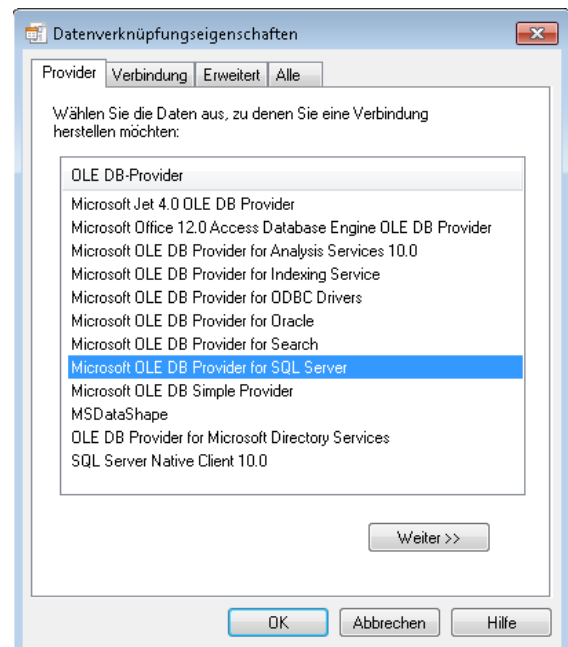 Datenverknüpfungseigenschaften
Provider Verbindung Erweitert Alle
Wählen Sie die Daten aus, zu denen Sie eine Verbindung
herstellen möchten:
OLE DB-Provider
Microsoft Jet 4.0 OLE DB Provider
Microsoft Office 12.0 Access Database Engine OLE DB Provider
Microsoft OLE DB Provider for Analysis Services 10.0
Microsoft OLE DB Provider for Indexing Service
Microsoft OLE DB Provider for ODBC Drivers
Microsoft OLE DB Provider for Oracle
Microsoft OLE DB Provider for Search
Microsoft OLE DB Provider for SQL Server
Microsoft OLE DB Simple Provider
MSDataShape
OLE DB Provider for Microsoft Directory Services
SQL Server Native Client 10.0
Weiter >>
OK Abbrechen Hilfe